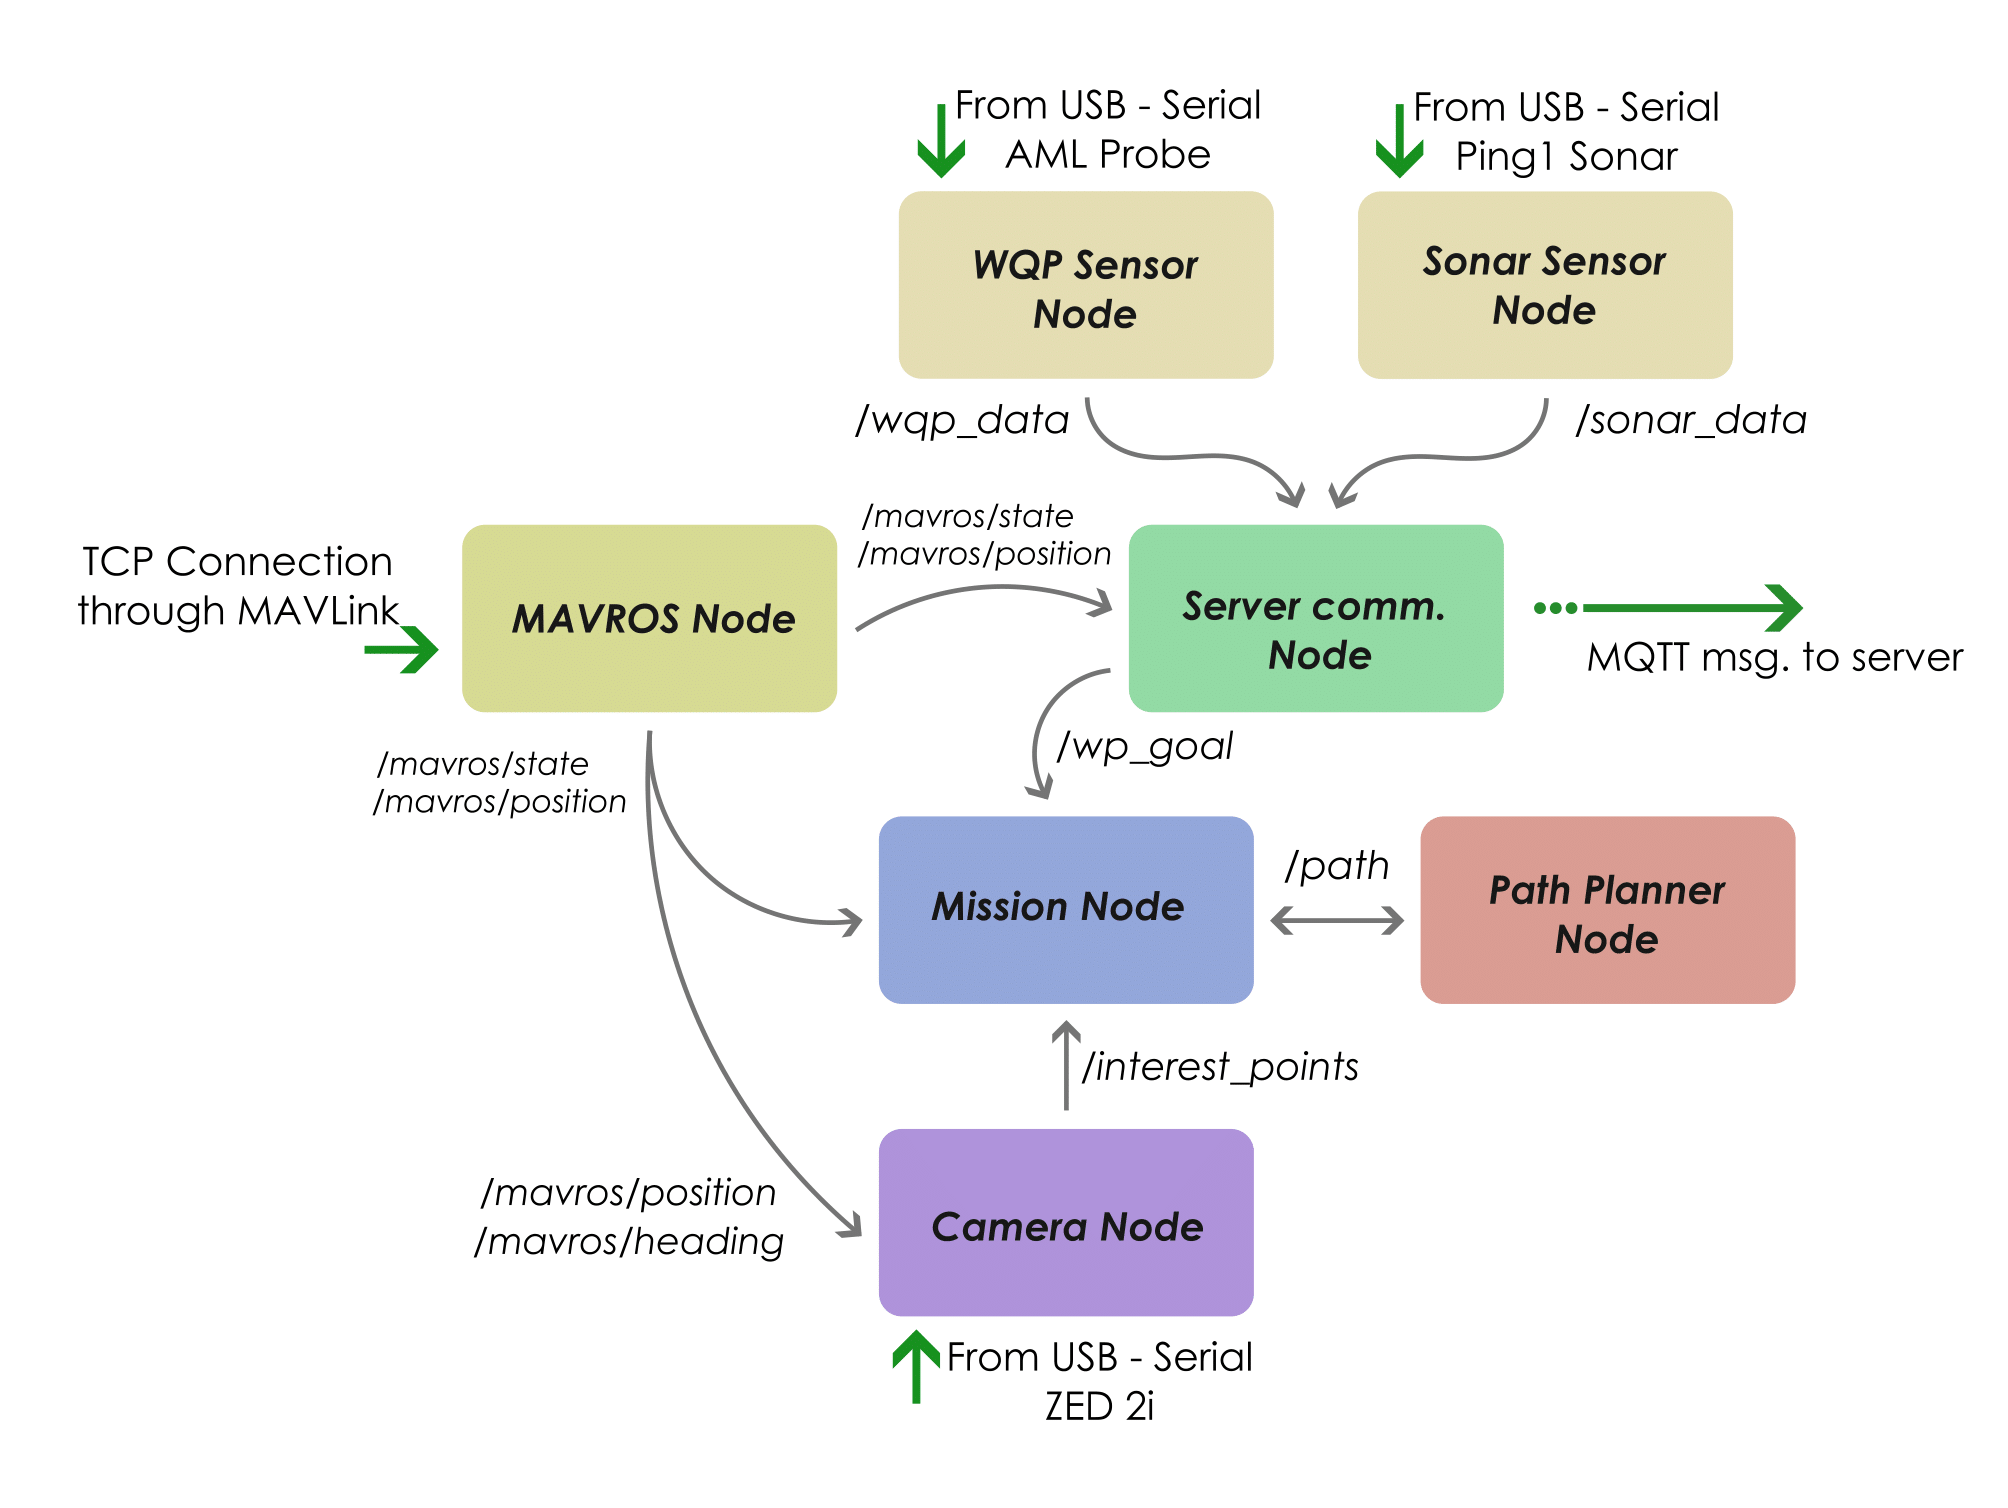 From USB - Serial
AML Probe
From USB - Serial
Ping1 Sonar
WQP Sensor
Node
Sonar Sensor
Node
/wqp_data
/sonar_data
/mavros/state
/mavros/position
TCP Connection
through MAVLink
MAVROS Node
Server comm.
Node
MQTT msg. to server
/wp_goal
/mavros/state
/mavros/position
Mission Node
/path
Path Planner
Node
/interest_points
/mavros/position
/mavros/heading
Camera Node
From USB - Serial
ZED 2i